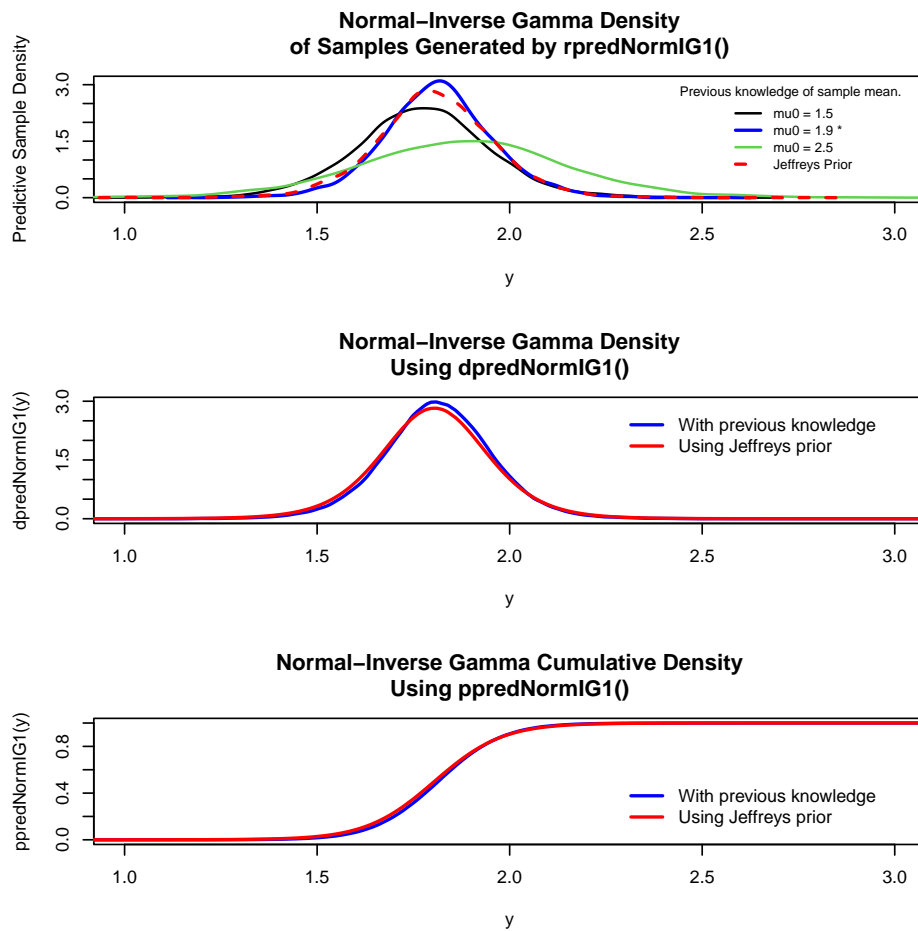 Normal−Inverse Gamma Density
of Samples Generated by rpredNormIG1()
Predictive Sample Density
0.0 1.5 3.0
Previous knowledge of sample mean.
mu0 = 1.5
mu0 = 1.9 *
mu0 = 2.5
Jeffreys Prior
1.0 1.5 2.0 2.5 3.0
y
Normal−Inverse Gamma Density
Using dpredNormIG1()
dpredNormIG1(y)
0.0 1.5 3.0
With previous knowledge
Using Jeffreys prior
1.0 1.5 2.0 2.5 3.0
y
Normal−Inverse Gamma Cumulative Density
Using ppredNormIG1()
ppredNormIG1(y)
0.0 0.4 0.8
With previous knowledge
Using Jeffreys prior
1.0 1.5 2.0 2.5 3.0
y